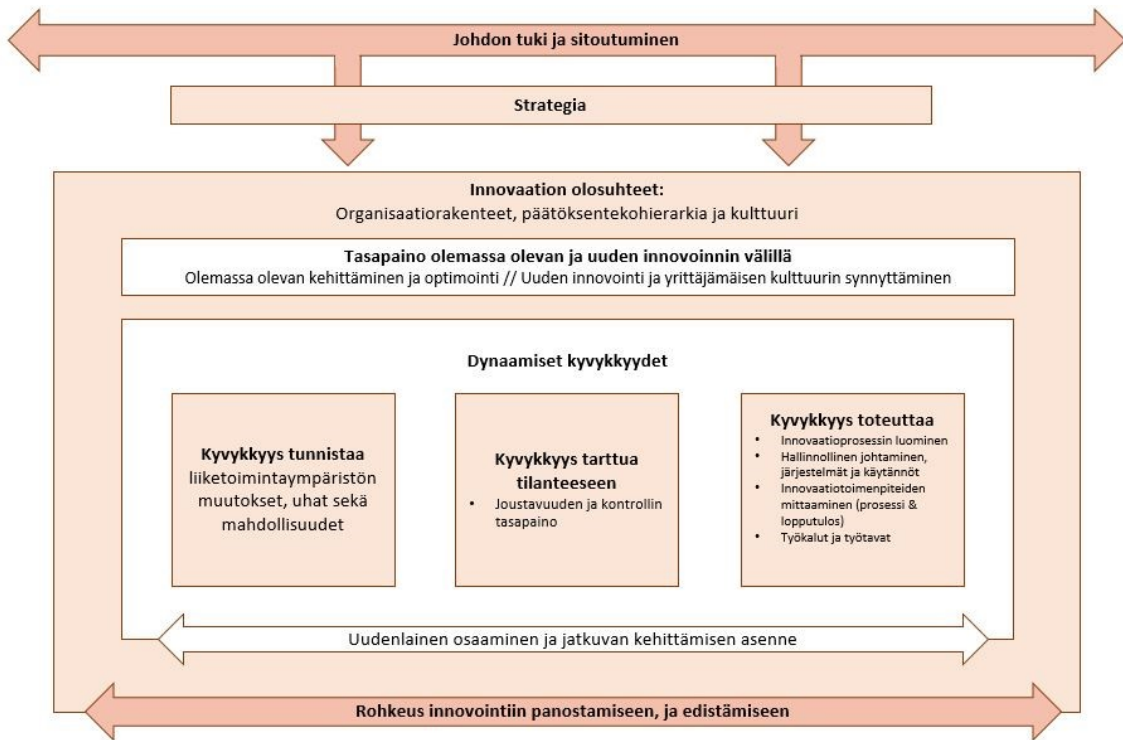 Johdon tuki ja sitoutuminen
Strategia
Innovaation olosuhteet:
Organisaatiorakenteet, päätöksentekohierarkia ja kulttuuri
Tasapaino olemassa olevan ja uuden innovoinnin välillä
Olemassa olevan kehittäminen ja optimointi // Uuden innovointi ja yrittäjämäisen kulttuurin synnyttäminen
Dynaamiset kyvykkyydet
Kyvykkyys tunnistaa
liiketoimintaympäristön
muutokset, uhat sekä
mahdollisuudet
Kyvykkyys tarttua
tilanteeseen
• Joustavuuden ja kontrollin
tasapaino
Kyvykkyys toteuttaa
• Innovaatioprosessin luominen
• Hallinnollinen johtaminen,
järjestelmät ja käytännöt
• Innovaatiotoimenpiteiden
mittaaminen (prosessi &
lopputulos)
• Työkalut ja työtavat
Uudenlainen osaaminen ja jatkuvan kehittämisen asenne
Rohkeus innovointiin panostamiseen, ja edistämiseen